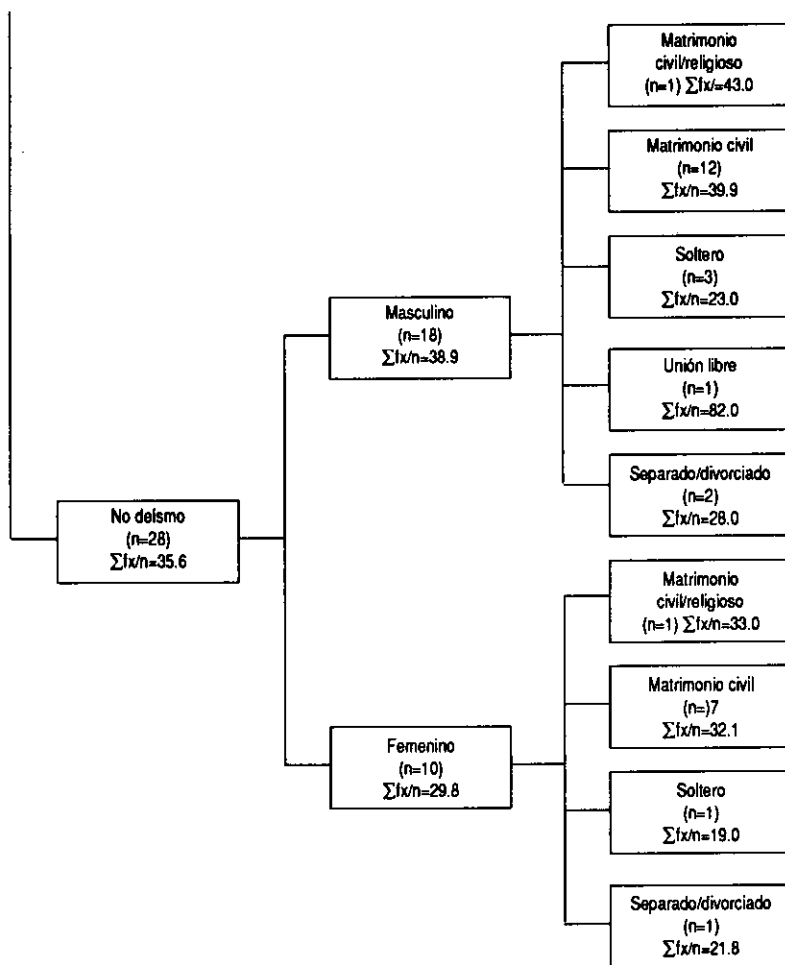 Matrimonio
civil/religioso
(n=1) ∑fx/=43.0
Matrimonio civil
(n=12)
∑fx/n=39.9
Soltero
(n=3)
∑fx/n=23.0
Masculino
(n=18)
∑fx/n=38.9
Unión libre
(n=1)
∑fx/n=82.0
Separado/divorciado
(n=2)
∑fx/n=28.0
No deísmo
(n=28)
∑fx/n=35.6
Matrimonio
civil/religioso
(n=1) ∑fx/n=33.0
Matrimonio civil
(n=)7
∑fx/n=32.1
Femenino
(n=10)
∑fx/n=29.8
Soltero
(n=1)
∑fx/n=19.0
Separado/divorciado
(n=1)
∑fx/n=21.8